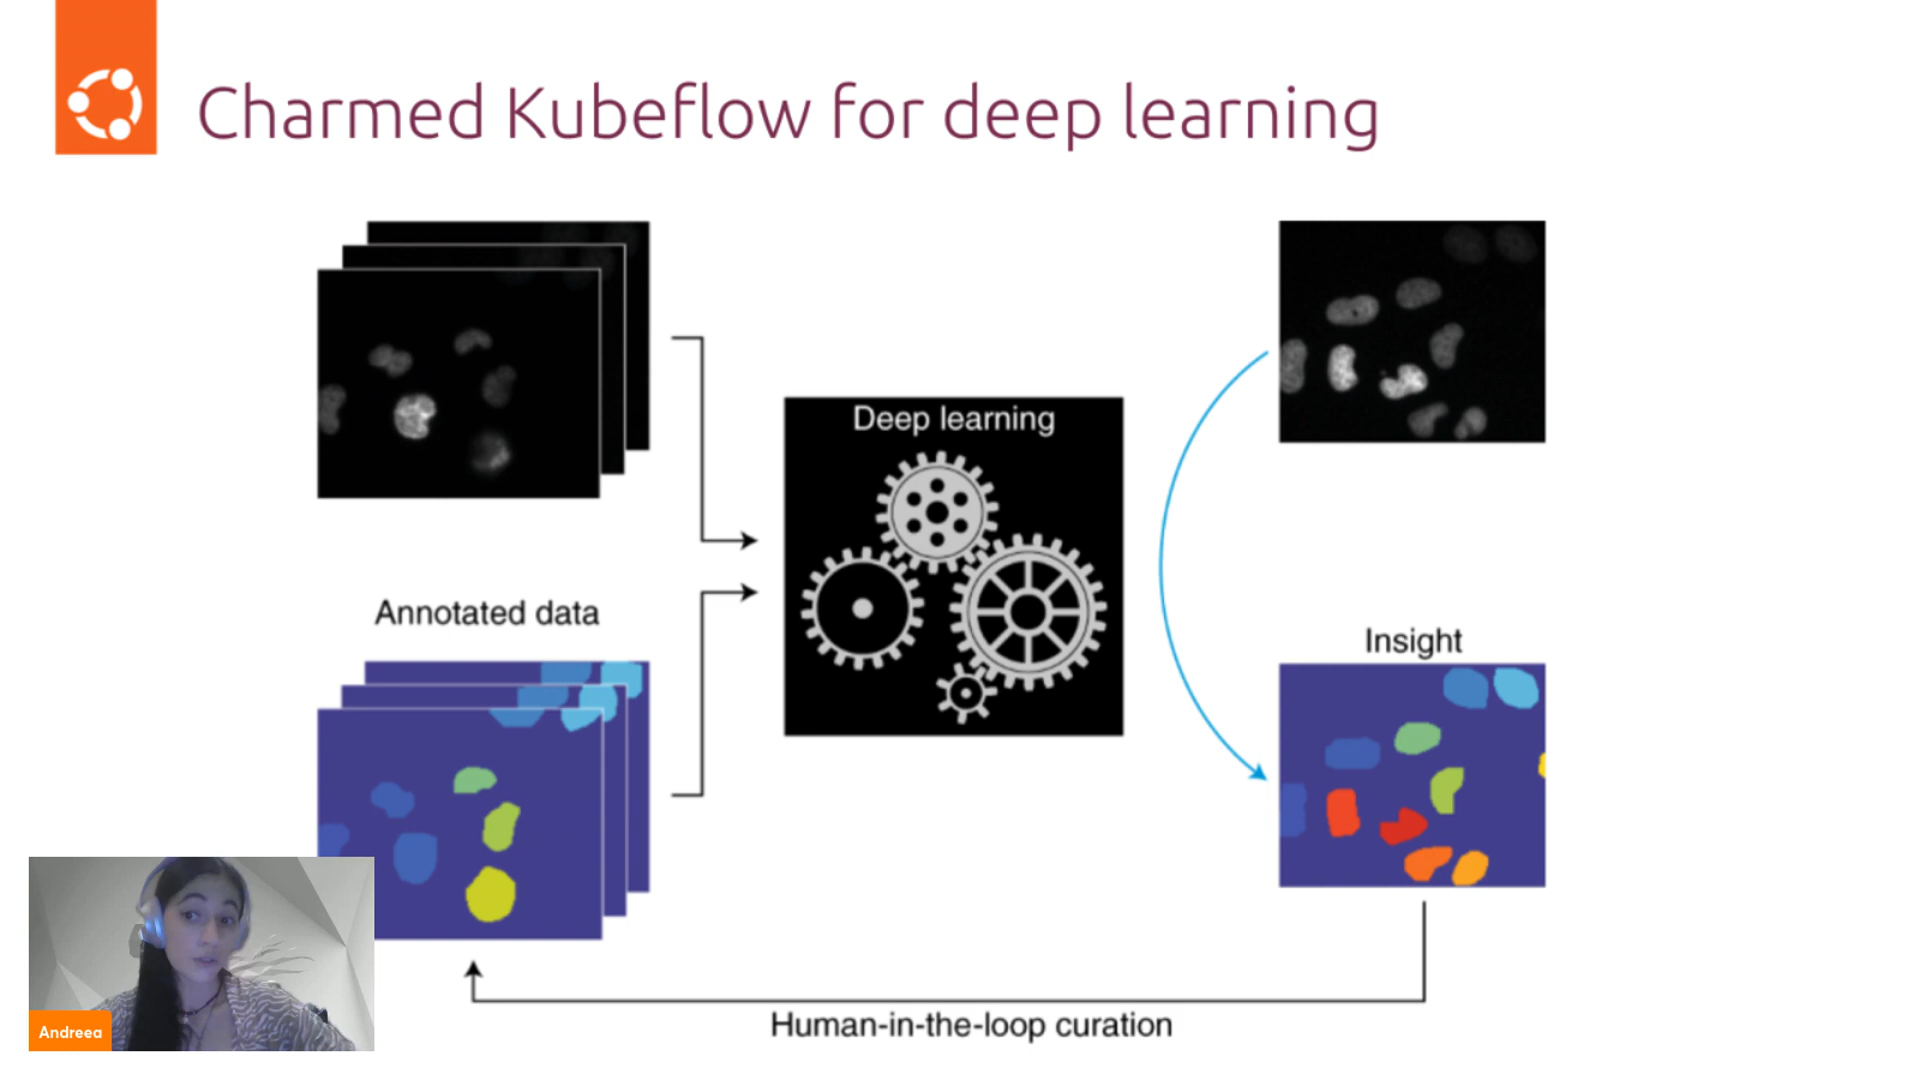 Charmed Kubeflow for deep learning
Deep learning
Annotated data
Insight
Human-in-the-loop curation
Andreea